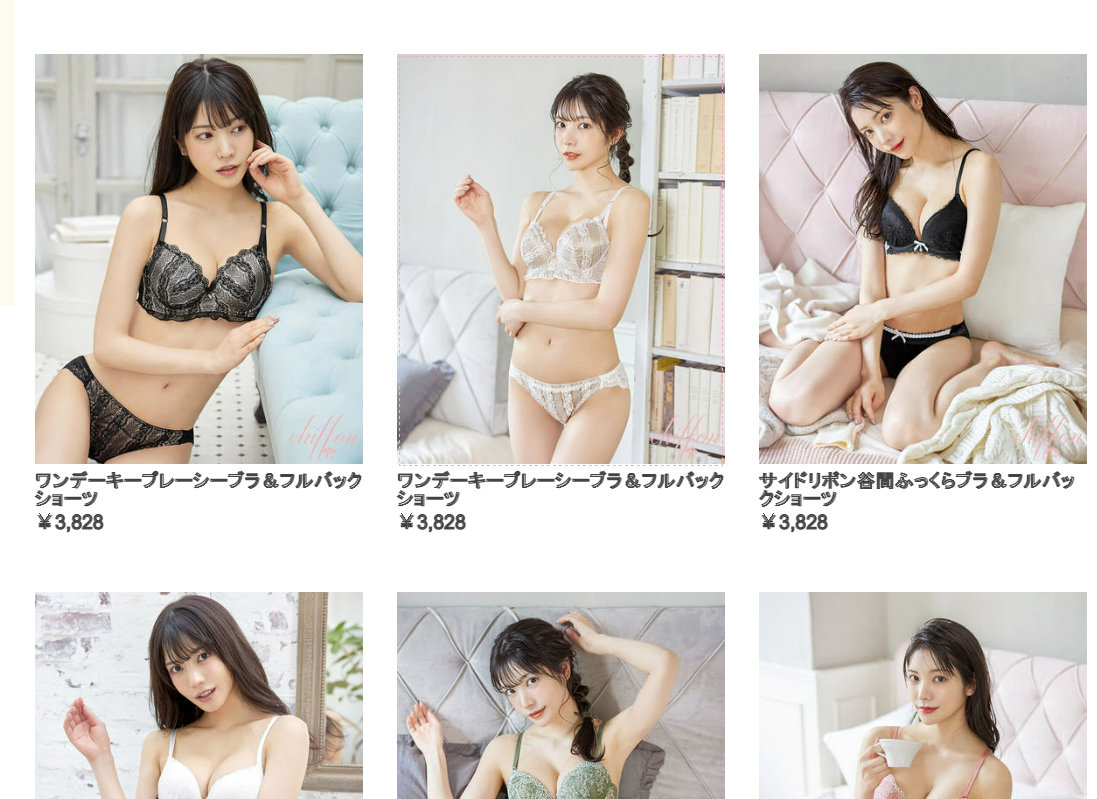 chiffon
chiffon
chiffon
ワンデーキープレーシーブラ＆フルバック
ショーツ
￥3,828
ワンデーキープレーシーブラ＆フルバック
ショーツ
￥3,828
サイドリボン谷間ふっくらブラ＆フルバッ
クショーツ
￥3,828